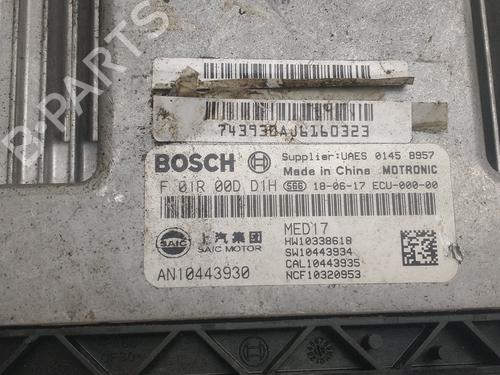 B-PARTS
743930AJ6160323
BOSCH Supplier:UAES 0145 8957
Made in China MOTRONIC
F 01R 00D D1H S66 18-06-17 ECU-000-00
SAIC 上汽集团 MED17
SAIC MOTOR HW10338618
SW10443934
AN10443930 CAL10443935
NCF10320953